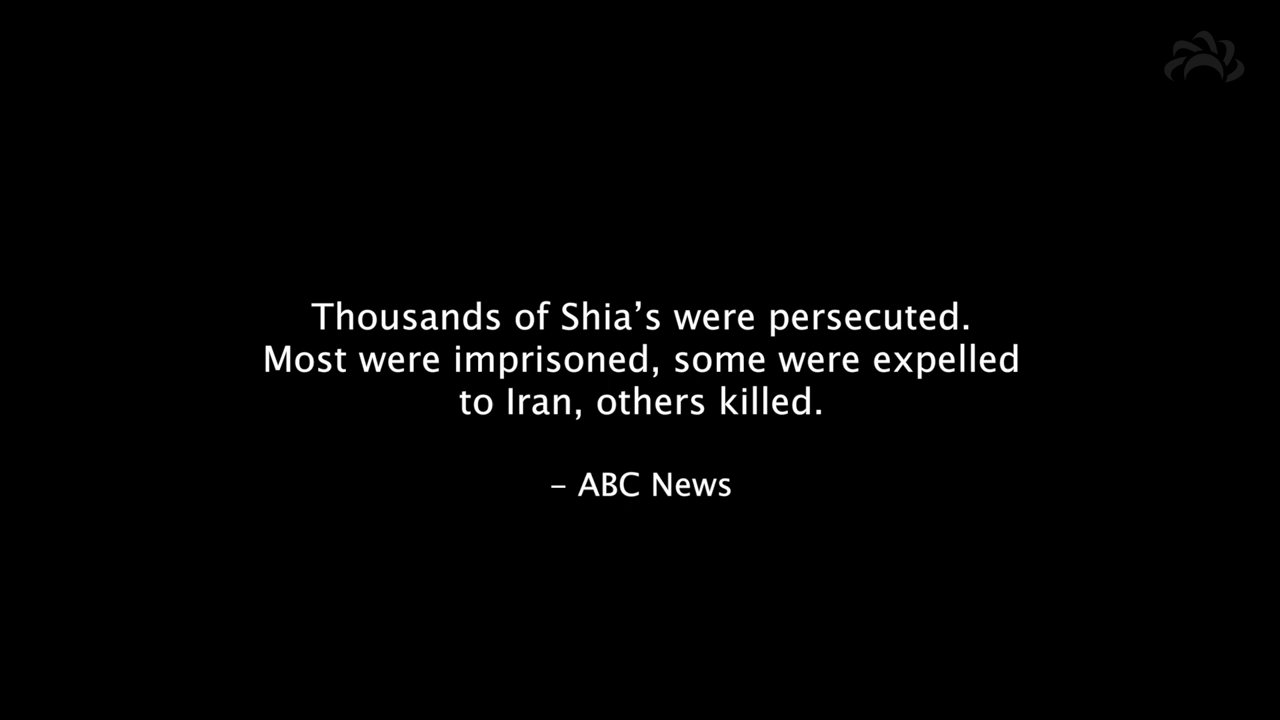 Thousands of Shia’s were persecuted.
Most were imprisoned, some were expelled
to Iran, others killed.
– ABC News